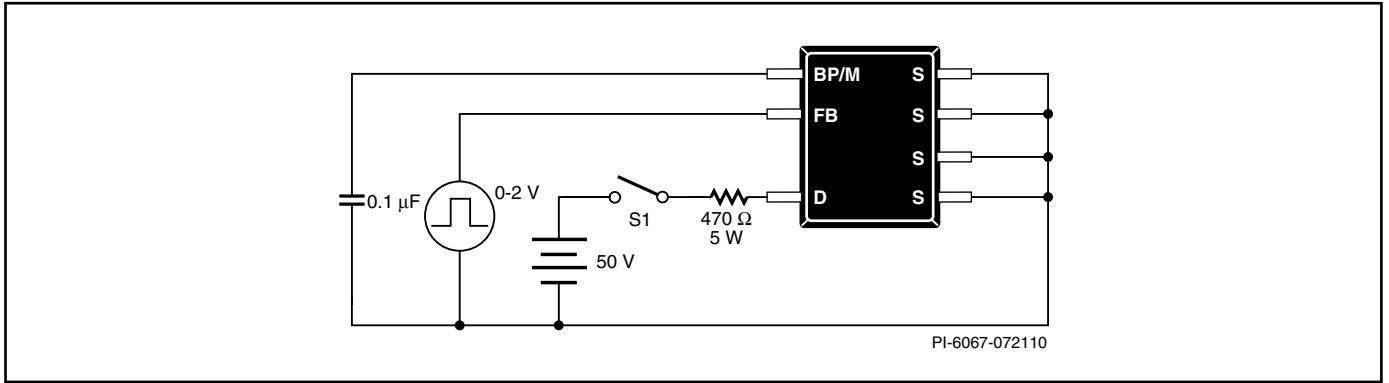 BP/M S
FB S
S
D S
0.1 µF
0-2 V
S1
470 Ω
5 W
50 V
PI-6067-072110